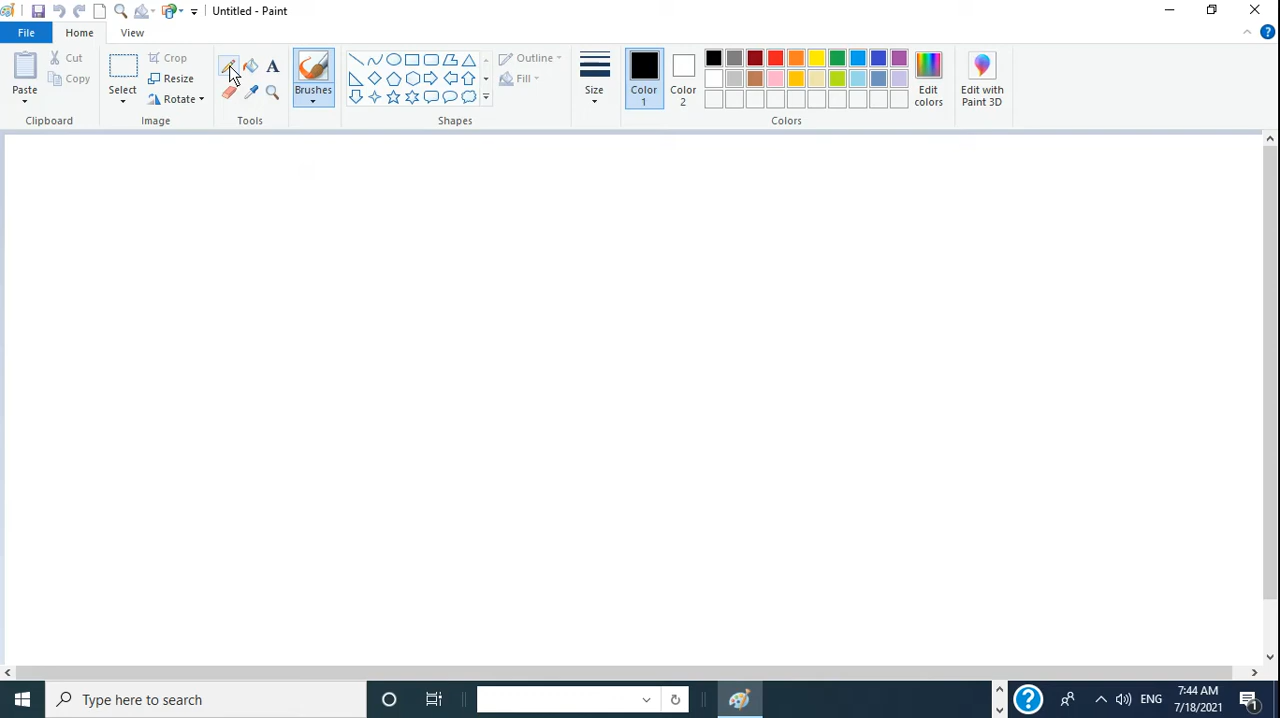 Untitled - Paint
File Home View
Paste
Cut
Copy
Clipboard
Select
Crop
Resize
Rotate
Image
A
Tools
Brushes
Shapes
Outline
Fill
Size
Color 1
Color 2
Colors
Edit colors
Edit with Paint 3D
Type here to search
ENG
7:44 AM
7/18/2021
1